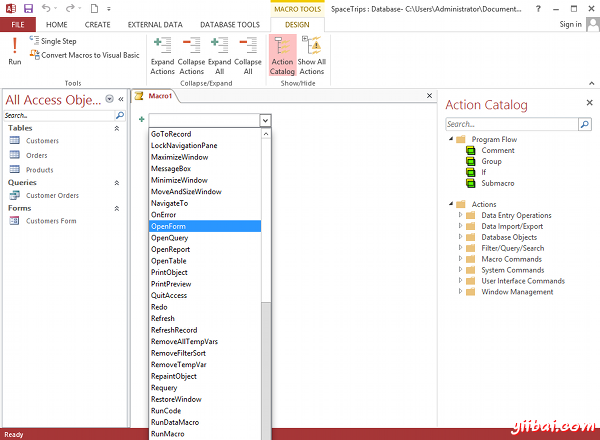 MACRO TOOLS
SpaceTrips : Database- C:\Users\Administrator\Document...
FILE HOME CREATE EXTERNAL DATA DATABASE TOOLS DESIGN
Sign in
Run
Single Step
Convert Macros to Visual Basic
Expand Actions
Collapse Actions
Expand All
Collapse All
Action Catalog
Show All Actions
Tools
Collapse/Expand
Show/Hide
All Access Obje...
Search...
Tables
Customers
Orders
Products
Queries
Customer Orders
Forms
Customers Form
Macro1
GoToRecord
LockNavigationPane
MaximizeWindow
MessageBox
MinimizeWindow
MoveAndSizeWindow
NavigateTo
OnError
OpenForm
OpenQuery
OpenReport
OpenTable
PrintObject
PrintPreview
QuitAccess
Redo
Refresh
RefreshRecord
RemoveAllTempVars
RemoveFilterSort
RemoveTempVar
RepaintObject
Requery
RestoreWindow
RunCode
RunDataMacro
RunMacro
Action Catalog
Search...
Program Flow
Comment
Group
If
Submacro
Actions
Data Entry Operations
Data Import/Export
Database Objects
Filter/Query/Search
Macro Commands
System Commands
User Interface Commands
Window Management
Ready
yiibai.com